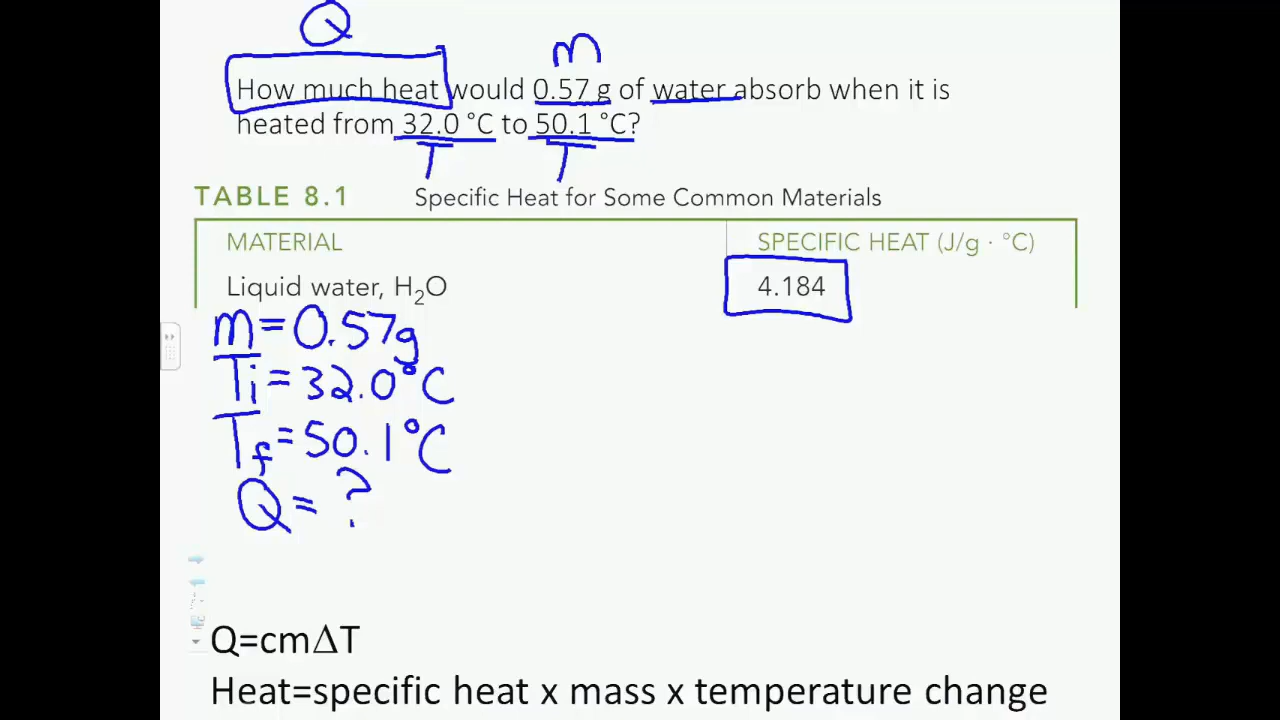 Q
m
How much heat would 0.57 g of water absorb when it is
heated from 32.0 °C to 50.1 °C?
T T
TABLE 8.1 Specific Heat for Some Common Materials
MATERIAL SPECIFIC HEAT (J/g · °C)
Liquid water, H₂O 4.184
m = 0.57g
Ti = 32.0°C
Tf = 50.1°C
Q = ?
Q=cm∆T
Heat=specific heat x mass x temperature change